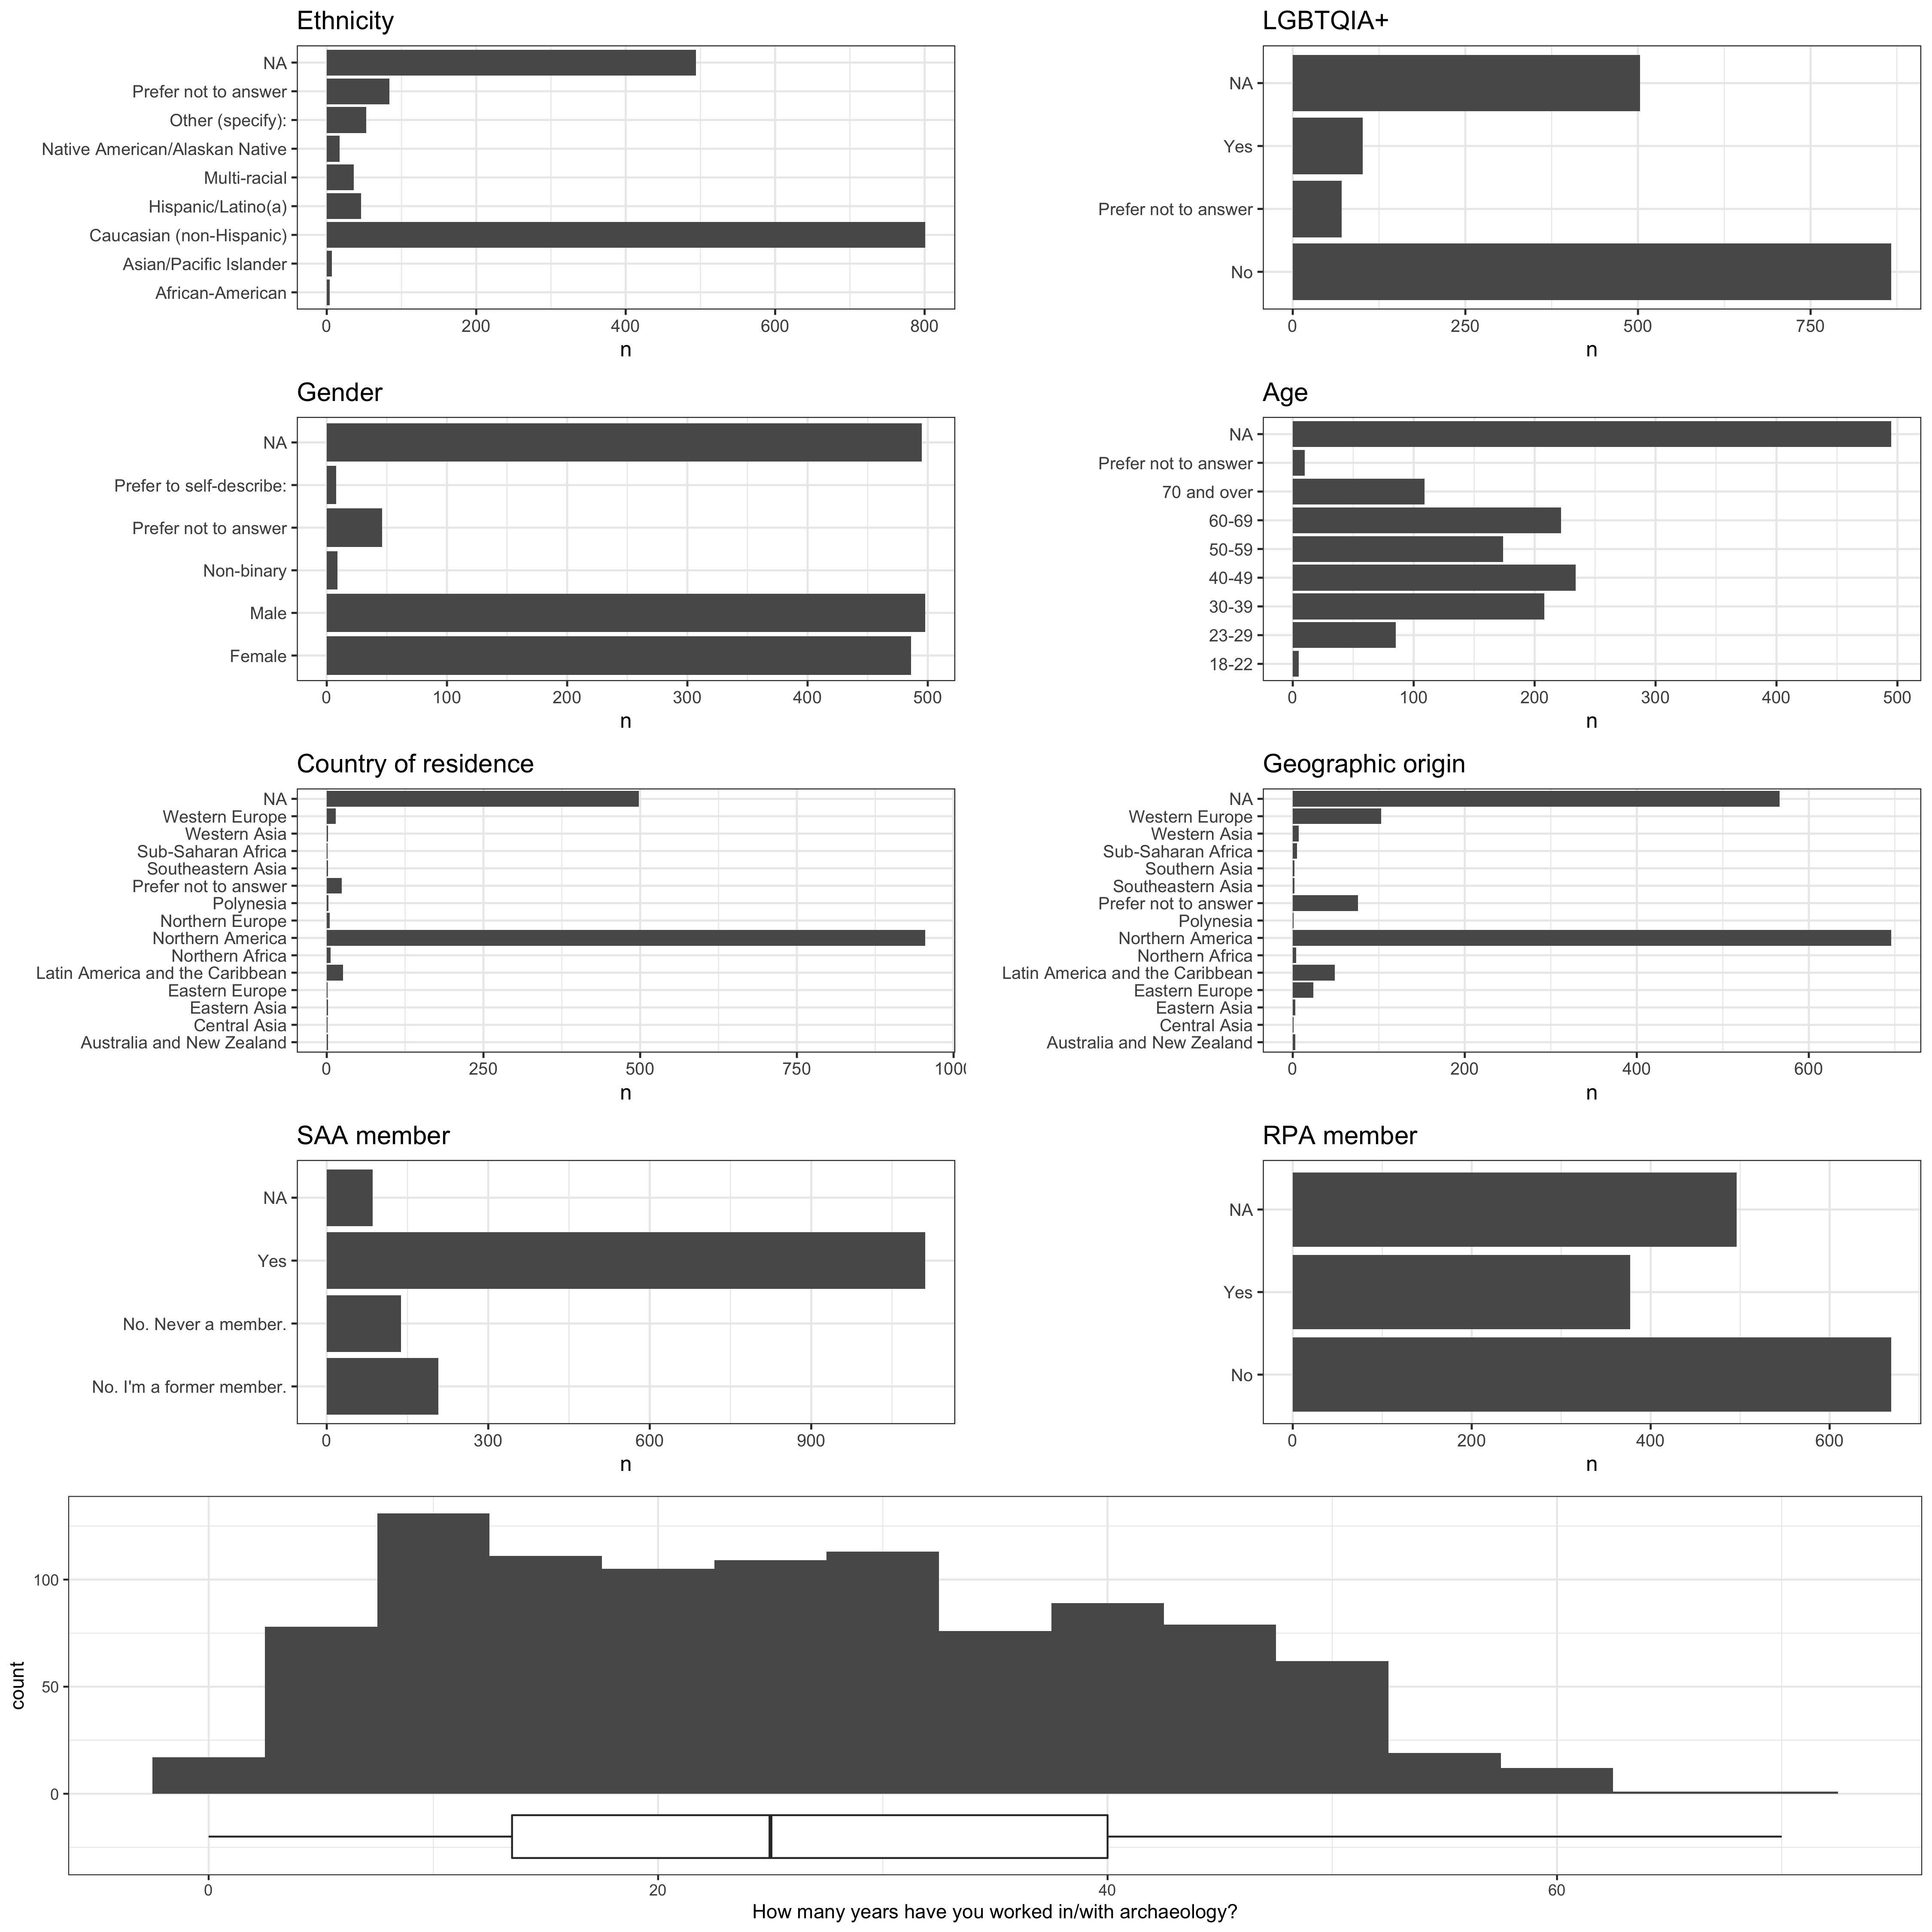 Ethnicity
NA
Prefer not to answer
Other (specify):
Native American/Alaskan Native
Multi-racial
Hispanic/Latino(a)
Caucasian (non-Hispanic)
Asian/Pacific Islander
African-American
0 200 400 600 800
n
LGBTQIA+
NA
Yes
Prefer not to answer
No
0 250 500 750
n
Gender
NA
Prefer to self-describe:
Prefer not to answer
Non-binary
Male
Female
0 100 200 300 400 500
n
Age
NA
Prefer not to answer
70 and over
60-69
50-59
40-49
30-39
23-29
18-22
0 100 200 300 400 500
n
Country of residence
NA
Western Europe
Western Asia
Sub-Saharan Africa
Southeastern Asia
Prefer not to answer
Polynesia
Northern Europe
Northern America
Northern Africa
Latin America and the Caribbean
Eastern Europe
Eastern Asia
Central Asia
Australia and New Zealand
0 250 500 750
n
Geographic origin
NA
Western Europe
Western Asia
Sub-Saharan Africa
Southern Asia
Southeastern Asia
Prefer not to answer
Polynesia
Northern America
Northern Africa
Latin America and the Caribbean
Eastern Europe
Eastern Asia
Central Asia
Australia and New Zealand
0 200 400 600
n
SAA member
NA
Yes
No. Never a member.
No. I'm a former member.
0 300 600 900
n
RPA member
NA
Yes
No
0 200 400 600
n
count
100
50
0
0 20 40 60
How many years have you worked in/with archaeology?